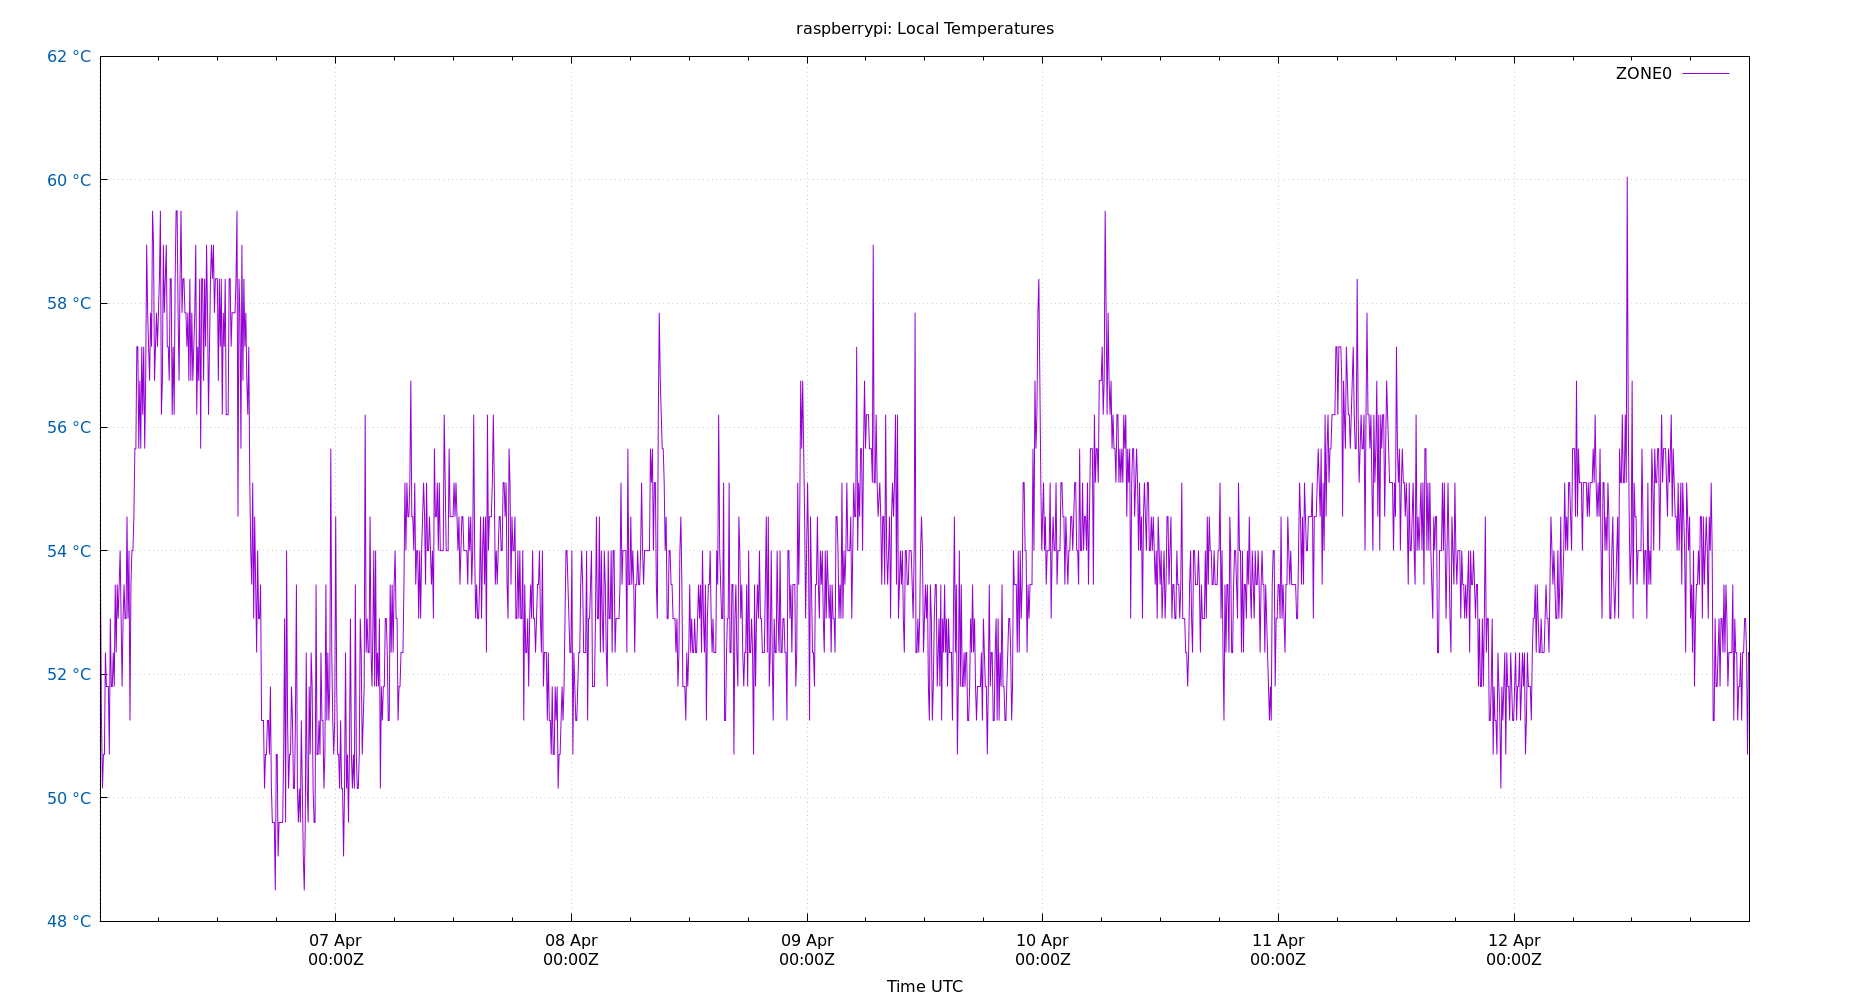 raspberrypi: Local Temperatures
62 °C
ZONE0
60 °C
58 °C
56 °C
54 °C
52 °C
50 °C
48 °C
07 Apr 08 Apr 09 Apr 10 Apr 11 Apr 12 Apr
00:00Z 00:00Z 00:00Z 00:00Z 00:00Z 00:00Z
Time UTC